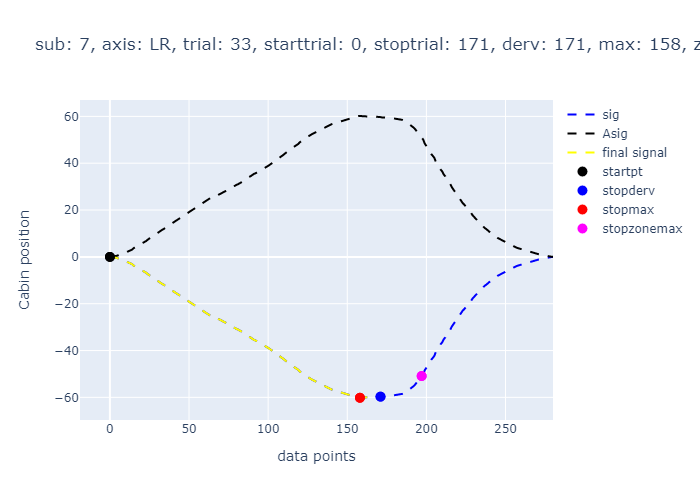 sub: 7, axis: LR, trial: 33, starttrial: 0, stoptrial: 171, derv: 171, max: 158, z
60
40
20
0
−20
−40
−60
0
50
100
150
200
250
Cabin position
data points
sig
Asig
final signal
startpt
stopderv
stopmax
stopzonemax